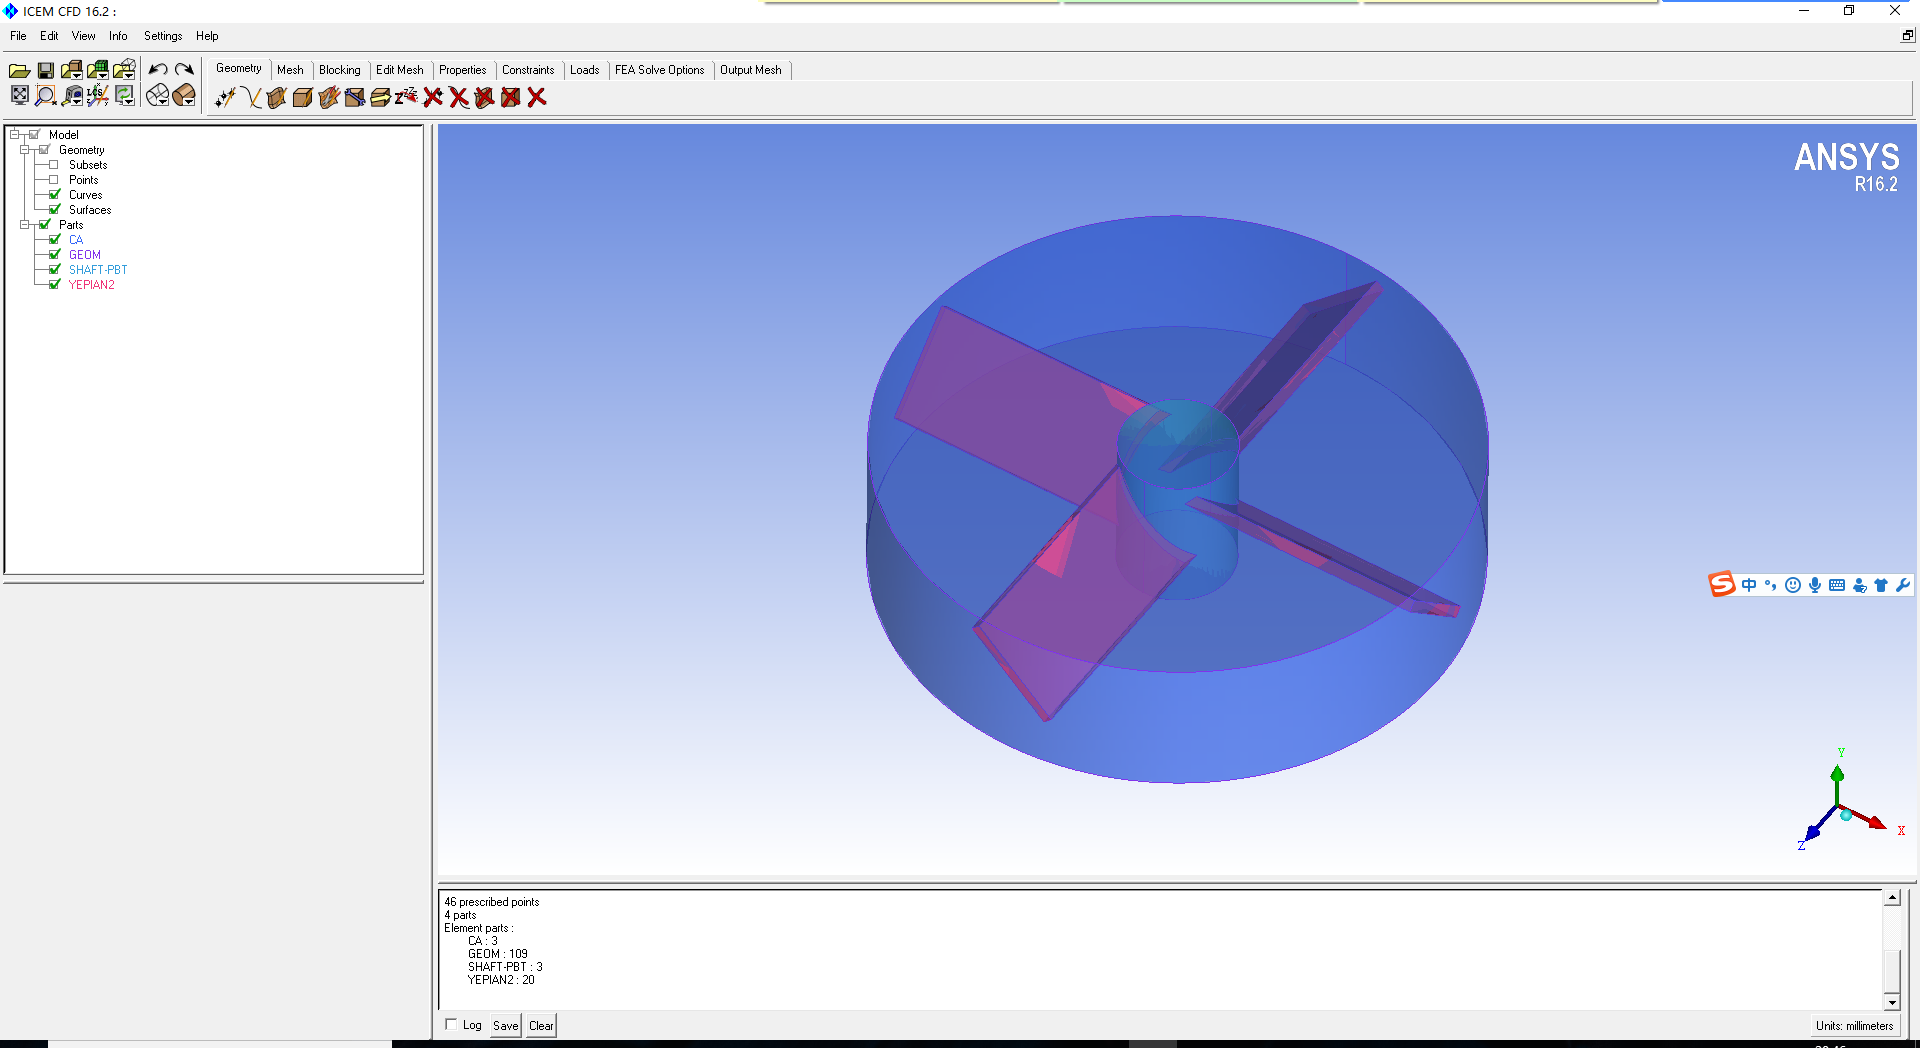 ICEM CFD 16.2 :
File Edit View Info Settings Help
Geometry Mesh Blocking Edit Mesh Properties Constraints Loads FEA Solve Options Output Mesh
LCS
Model
Geometry
Subsets
Points
Curves
Surfaces
Parts
CA
GEOM
SHAFT-PBT
YEPIAN2
ANSYS
R16.2
S 中
Y
X
Z
46 prescribed points
4 parts
Element parts :
CA : 3
GEOM : 109
SHAFT-PBT : 3
YEPIAN2 : 20
Log Save Clear
Units: millimeters